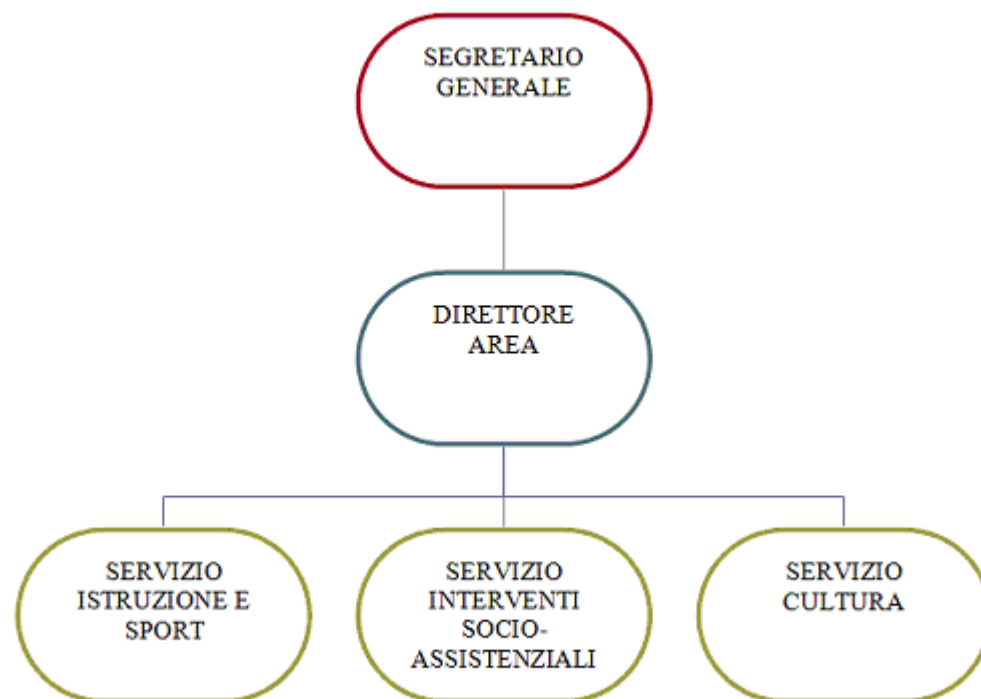 SEGRETARIO
GENERALE
DIRETTORE
AREA
SERVIZIO
ISTRUZIONE E
SPORT
SERVIZIO
INTERVENTI
SOCIO-
ASSISTENZIALI
SERVIZIO
CULTURA